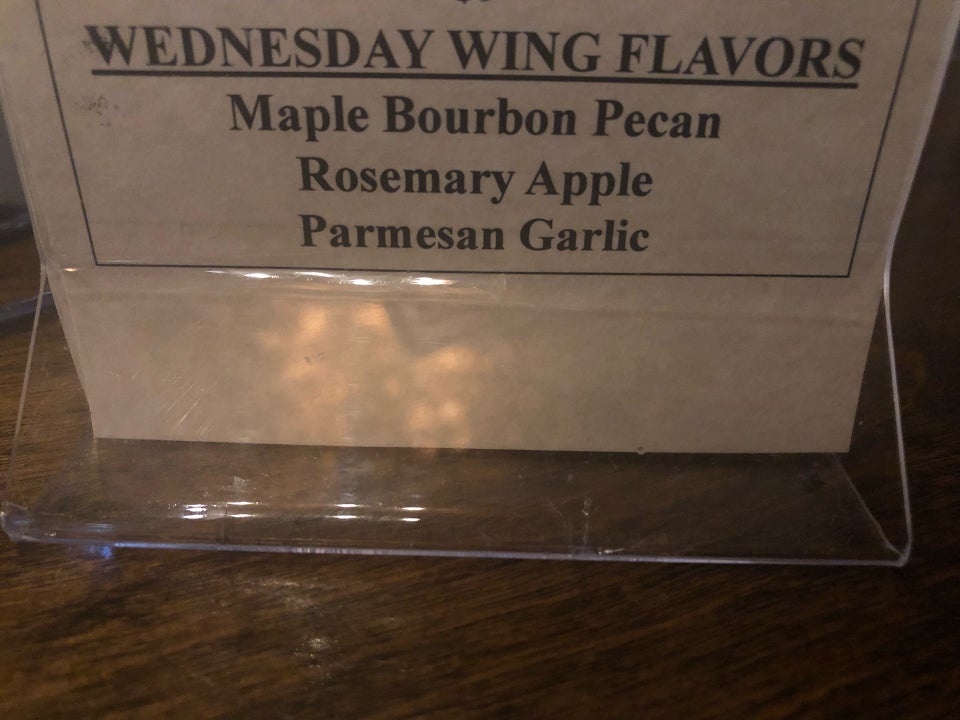 WEDNESDAY WING FLAVORS
Maple Bourbon Pecan
Rosemary Apple
Parmesan Garlic